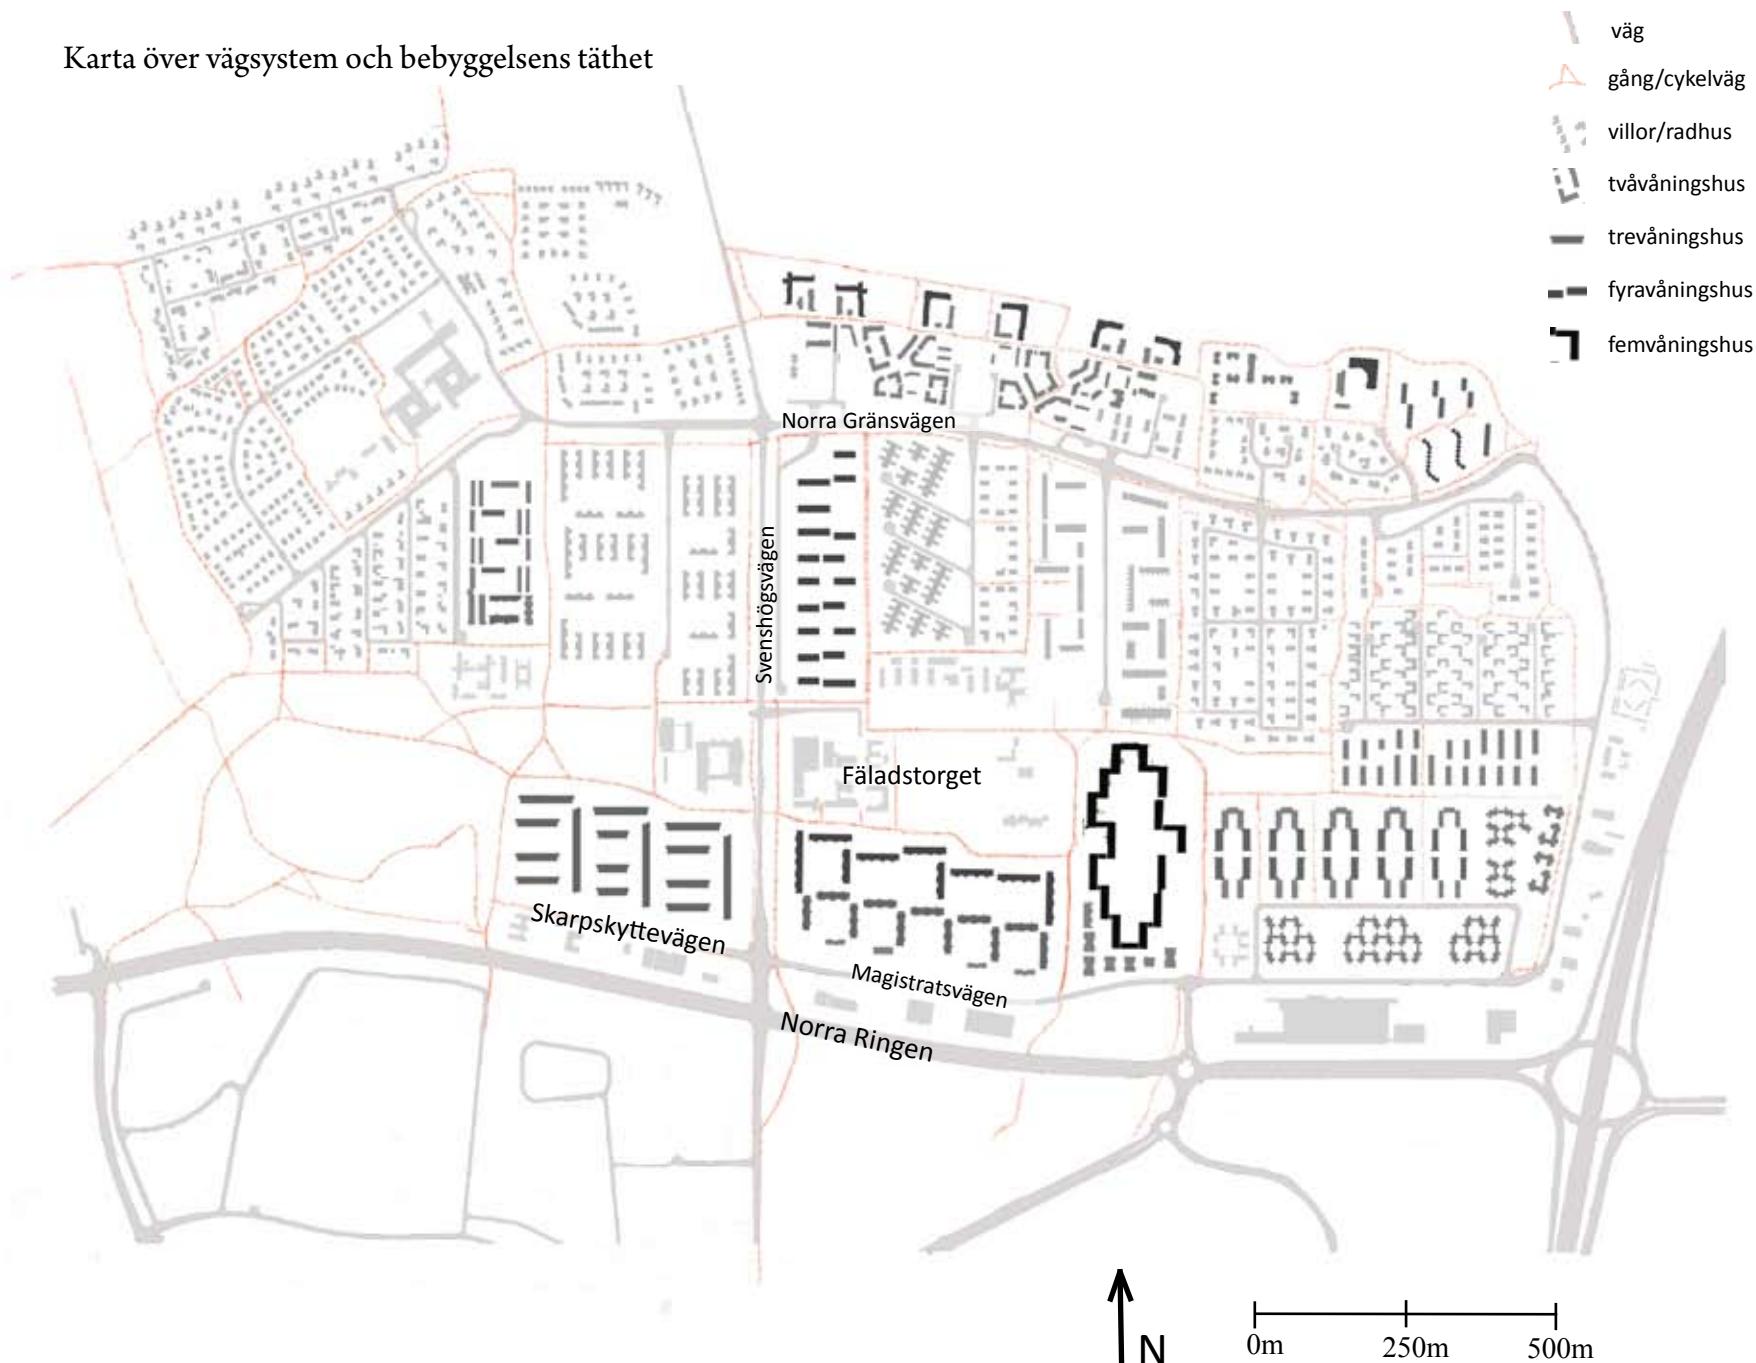 Karta över vägsystem och bebyggelsens täthet
väg
gång/cykelväg
villor/radhus
tvåvåningshus
trevåningshus
fyravåningshus
femvåningshus
Norra Gränsvägen
Svenshögsvägen
Fäladstorget
Skarpskyttevägen
Magistratsvägen
Norra Ringen
N
0m 250m 500m